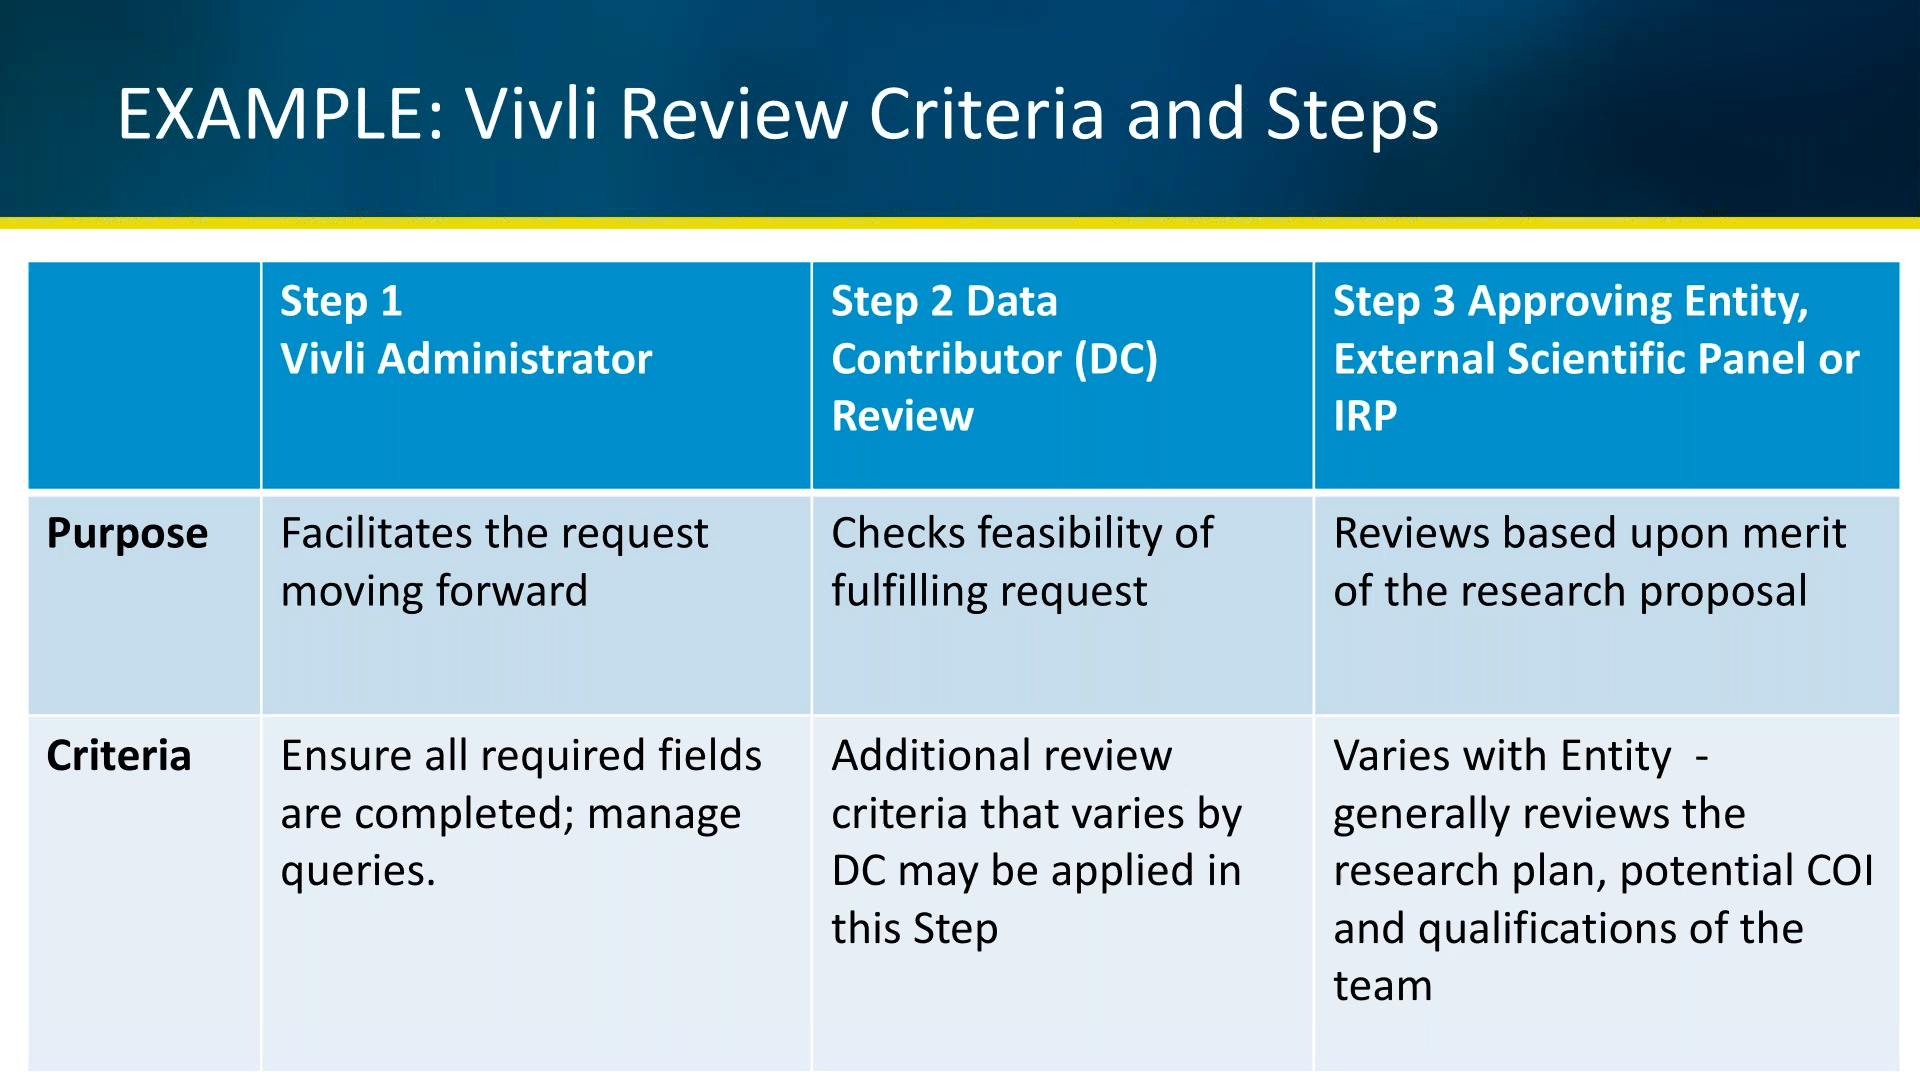 EXAMPLE: Vivli Review Criteria and Steps
Step 1
Vivli Administrator
Step 2 Data
Contributor (DC)
Review
Step 3 Approving Entity,
External Scientific Panel or
IRP
Purpose
Facilitates the request
moving forward
Checks feasibility of
fulfilling request
Reviews based upon merit
of the research proposal
Criteria
Ensure all required fields
are completed; manage
queries.
Additional review
criteria that varies by
DC may be applied in
this Step
Varies with Entity  -
generally reviews the
research plan, potential COI
and qualifications of the
team